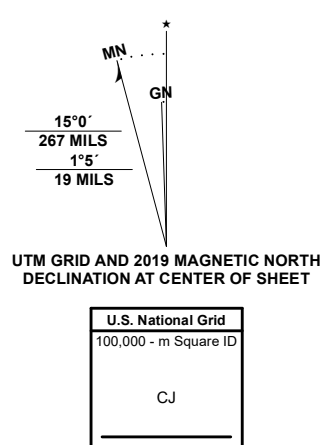 MN
GN
15°0´
267 MILS
1°5´
19 MILS
UTM GRID AND 2019 MAGNETIC NORTH
DECLINATION AT CENTER OF SHEET
U.S. National Grid
100,000 - m Square ID
CJ